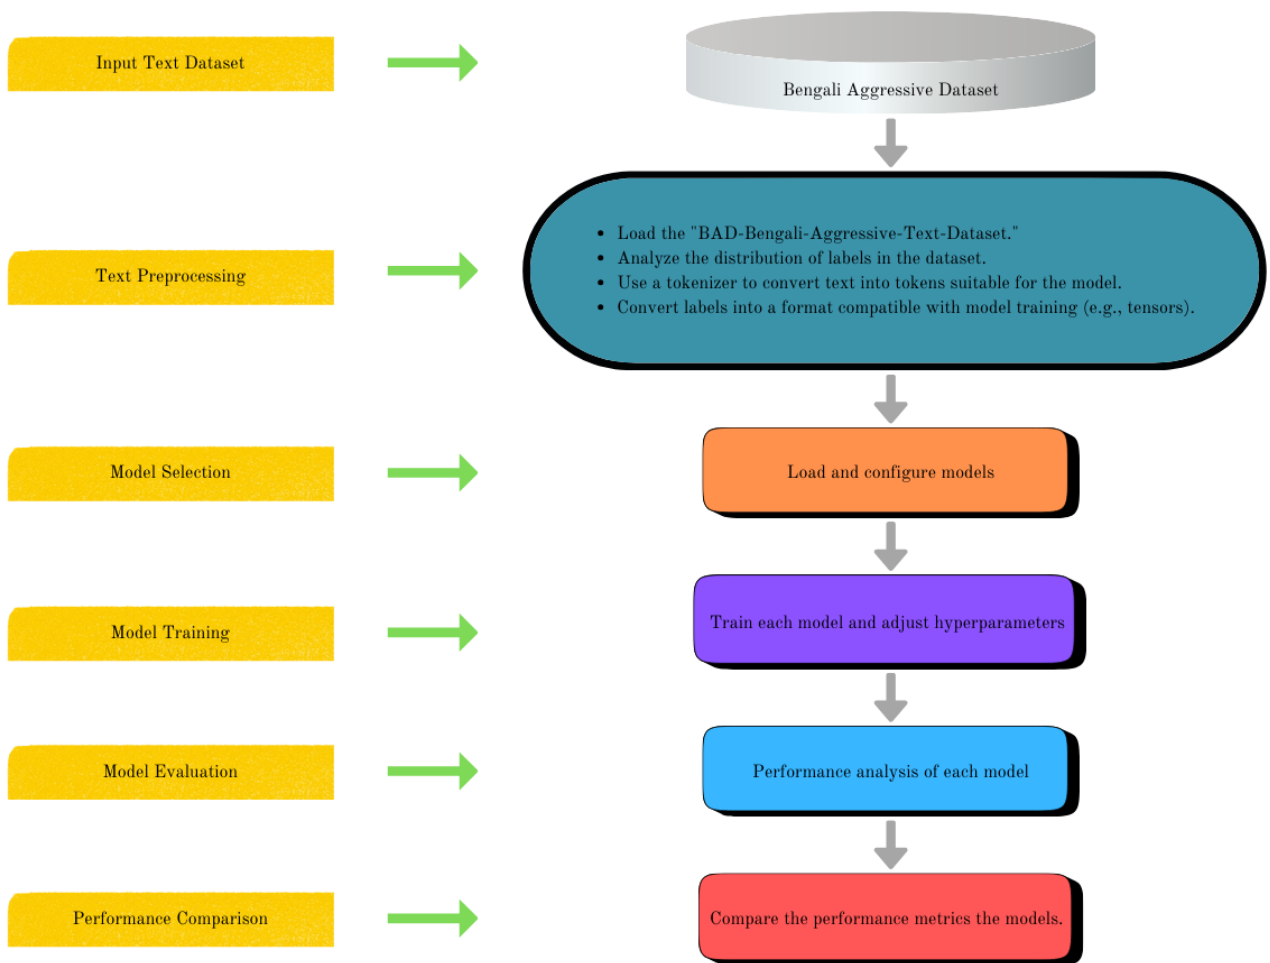 Input Text Dataset
Bengali Aggressive Dataset
Text Preprocessing
• Load the "BAD-Bengali-Aggressive-Text-Dataset."
• Analyze the distribution of labels in the dataset.
• Use a tokenizer to convert text into tokens suitable for the model.
• Convert labels into a format compatible with model training (e.g., tensors).
Model Selection
Load and configure models
Model Training
Train each model and adjust hyperparameters
Model Evaluation
Performance analysis of each model
Performance Comparison
Compare the performance metrics the models.